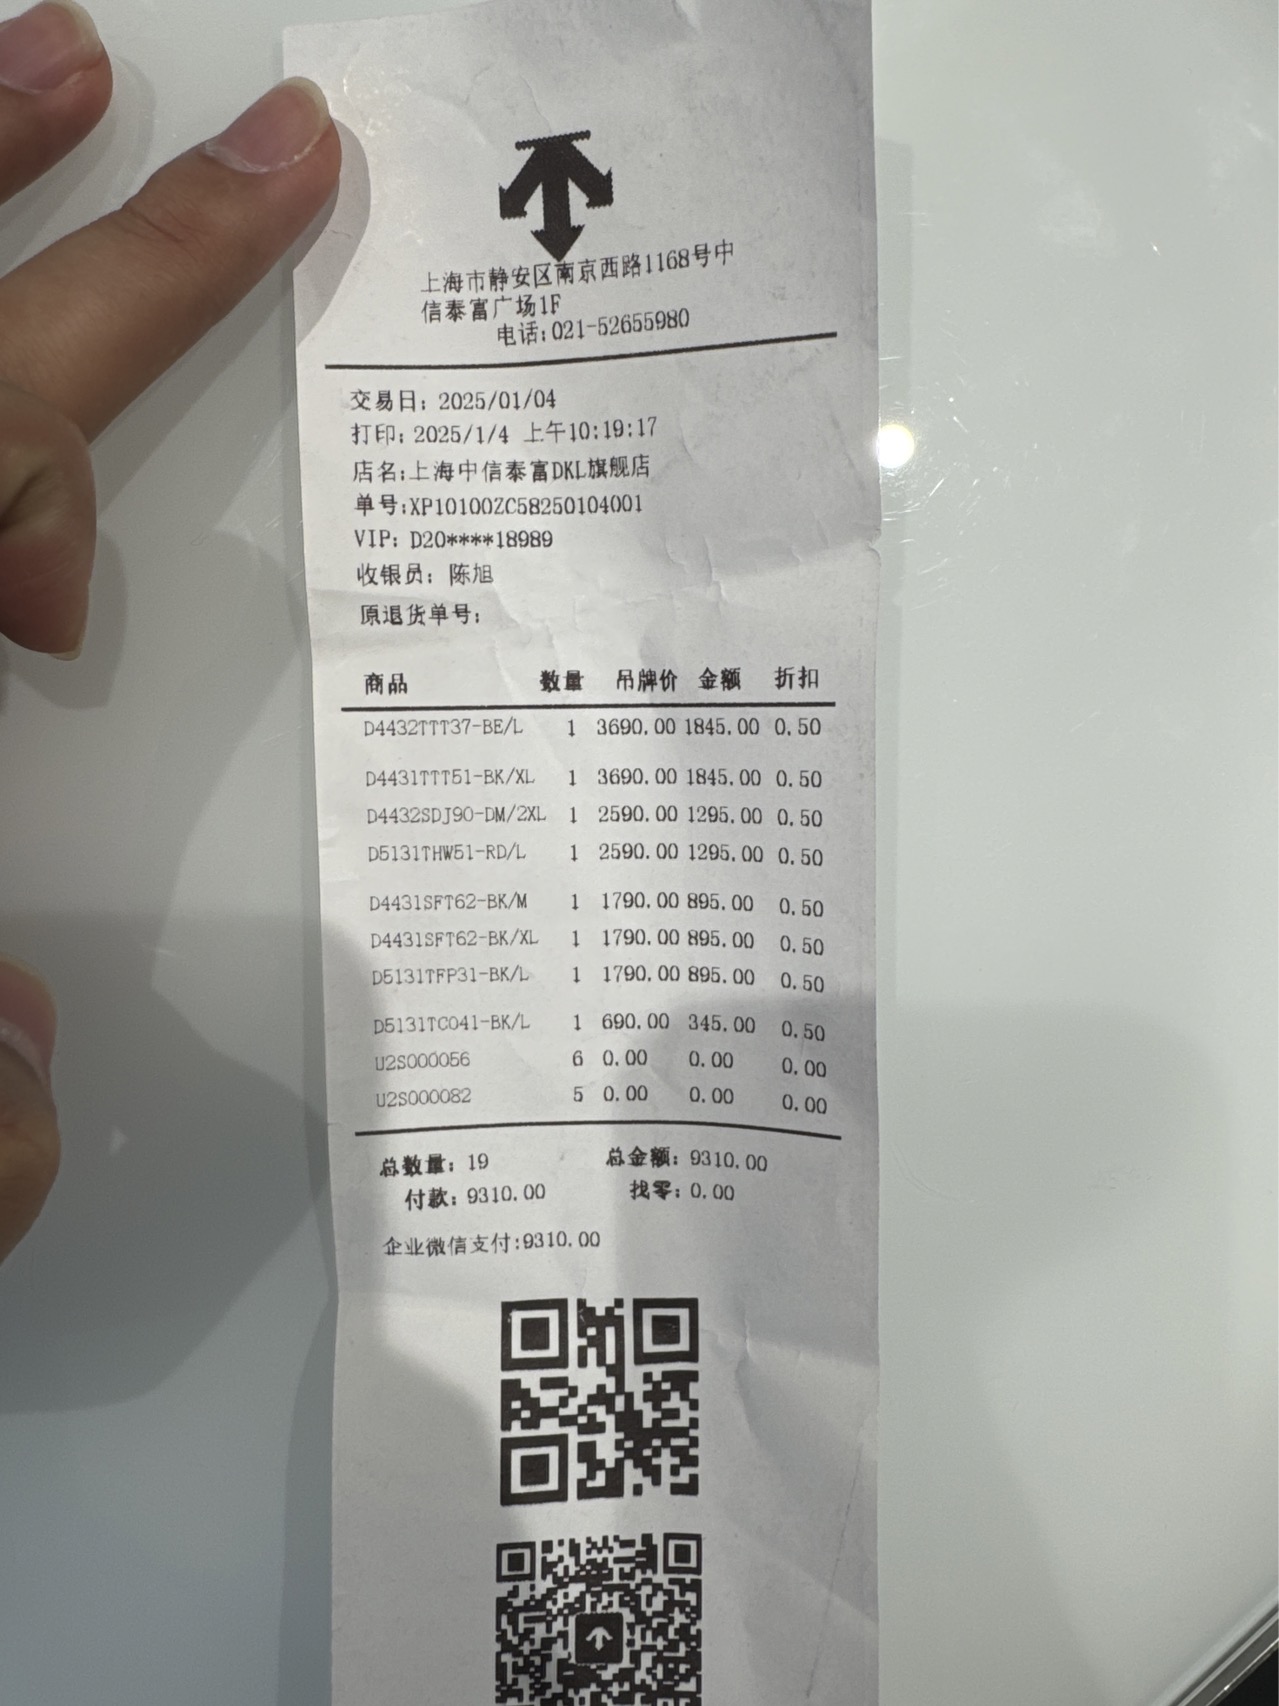 上海市静安区南京西路1168号中
信泰富广场1F
电话:021-52655980
交易日: 2025/01/04
打印: 2025/1/4 上午10:19:17
店名:上海中信泰富DKL旗舰店
单号:XP10100ZC58250104001
VIP: D20****18989
收银员: 陈旭
原退货单号:
商品 数量 吊牌价 金额 折扣
D4432TTT37-BE/L 1 3690.00 1845.00 0.50
D4431TTT51-BK/XL 1 3690.00 1845.00 0.50
D4432SDJ90-DM/2XL 1 2590.00 1295.00 0.50
D5131THW51-RD/L 1 2590.00 1295.00 0.50
D4431SFT62-BK/M 1 1790.00 895.00 0.50
D4431SFT62-BK/XL 1 1790.00 895.00 0.50
D5131TFP31-BK/L 1 1790.00 895.00 0.50
D5131TC041-BK/L 1 690.00 345.00 0.50
U2S000056 6 0.00 0.00 0.00
U2S000082 5 0.00 0.00 0.00
总数量: 19 总金额: 9310.00
付款: 9310.00 找零: 0.00
企业微信支付:9310.00